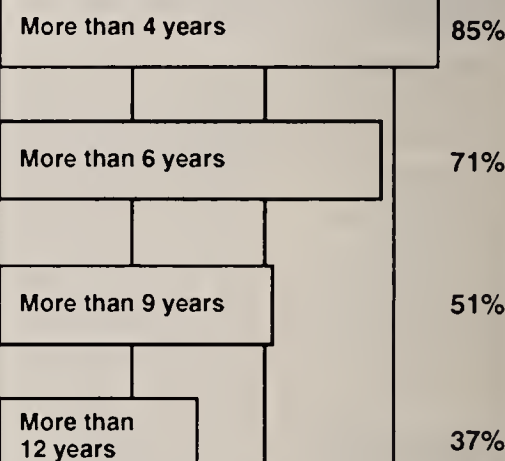 More than 4 years 85%
More than 6 years 71%
More than 9 years 51%
More than
12 years 37%